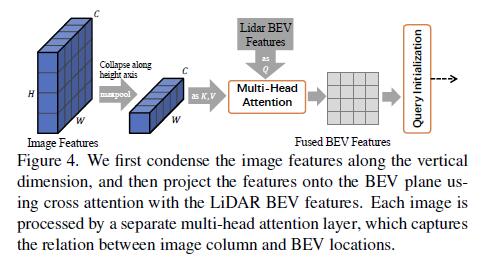 C
H
W
Image Features
Collapse along
height axis
maxpool
C
W
as K,V
Lidar BEV
Features
as
Q
Multi-Head
Attention
Fused BEV Features
Query Initialization
Figure 4. We first condense the image features along the vertical
dimension, and then project the features onto the BEV plane us-
ing cross attention with the LiDAR BEV features. Each image is
processed by a separate multi-head attention layer, which captures
the relation between image column and BEV locations.